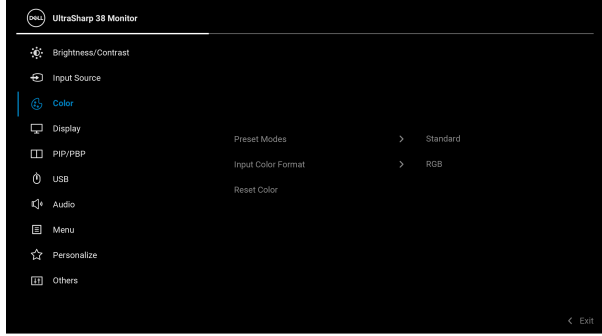 DELL UltraSharp 38 Monitor
Brightness/Contrast
Input Source
Color
Display
Preset Modes > Standard
PIP/PBP
Input Color Format > RGB
USB
Reset Color
Audio
Menu
Personalize
Others
< Exit